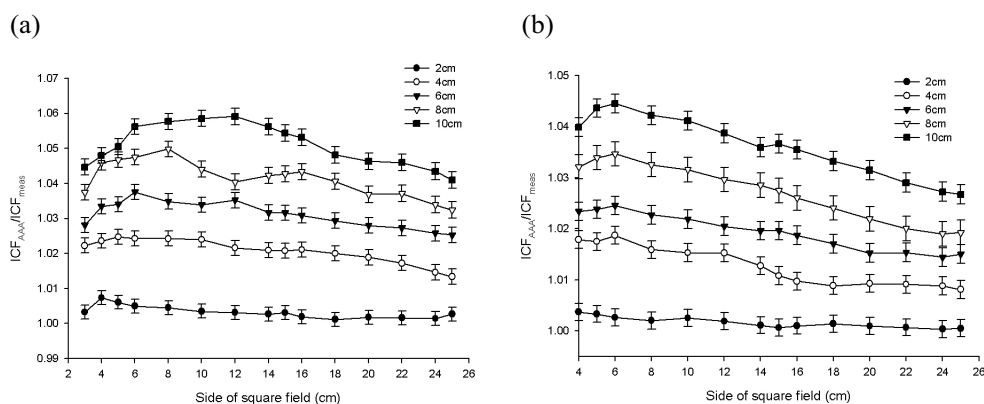 (a)
(b)
2cm
4cm
6cm
8cm
10cm
1.07
1.06
1.05
1.04
1.03
1.02
1.01
1.00
0.99
ICF_AAA/ICF_meas
2 4 6 8 10 12 14 16 18 20 22 24 26
Side of square field (cm)
2cm
4cm
6cm
8cm
10cm
1.05
1.04
1.03
1.02
1.01
1.00
4 6 8 10 12 14 16 18 20 22 24 26
Side of square field (cm)